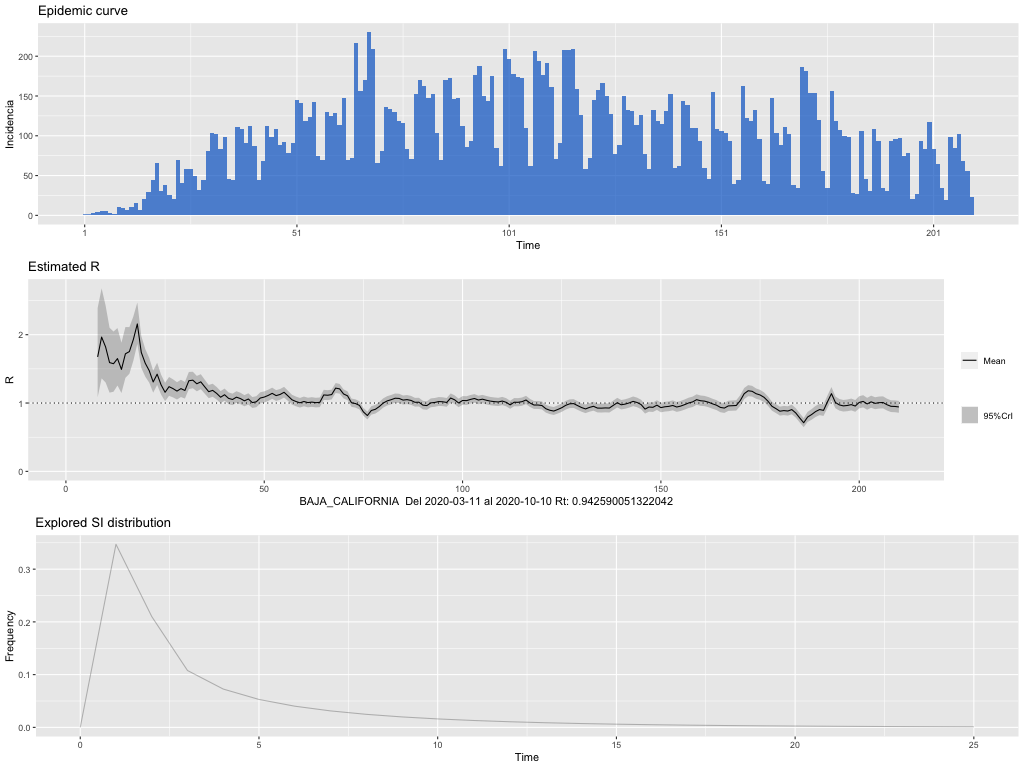 Epidemic curve
Incidencia
200
150
100
50
0
1
51
101
151
201
Time
Estimated R
R
2
1
0
0
50
100
150
200
Mean
95%CrI
BAJA_CALIFORNIA Del 2020-03-11 al 2020-10-10 Rt: 0.942590051322042
Explored SI distribution
Frequency
0.3
0.2
0.1
0.0
0
5
10
15
20
25
Time